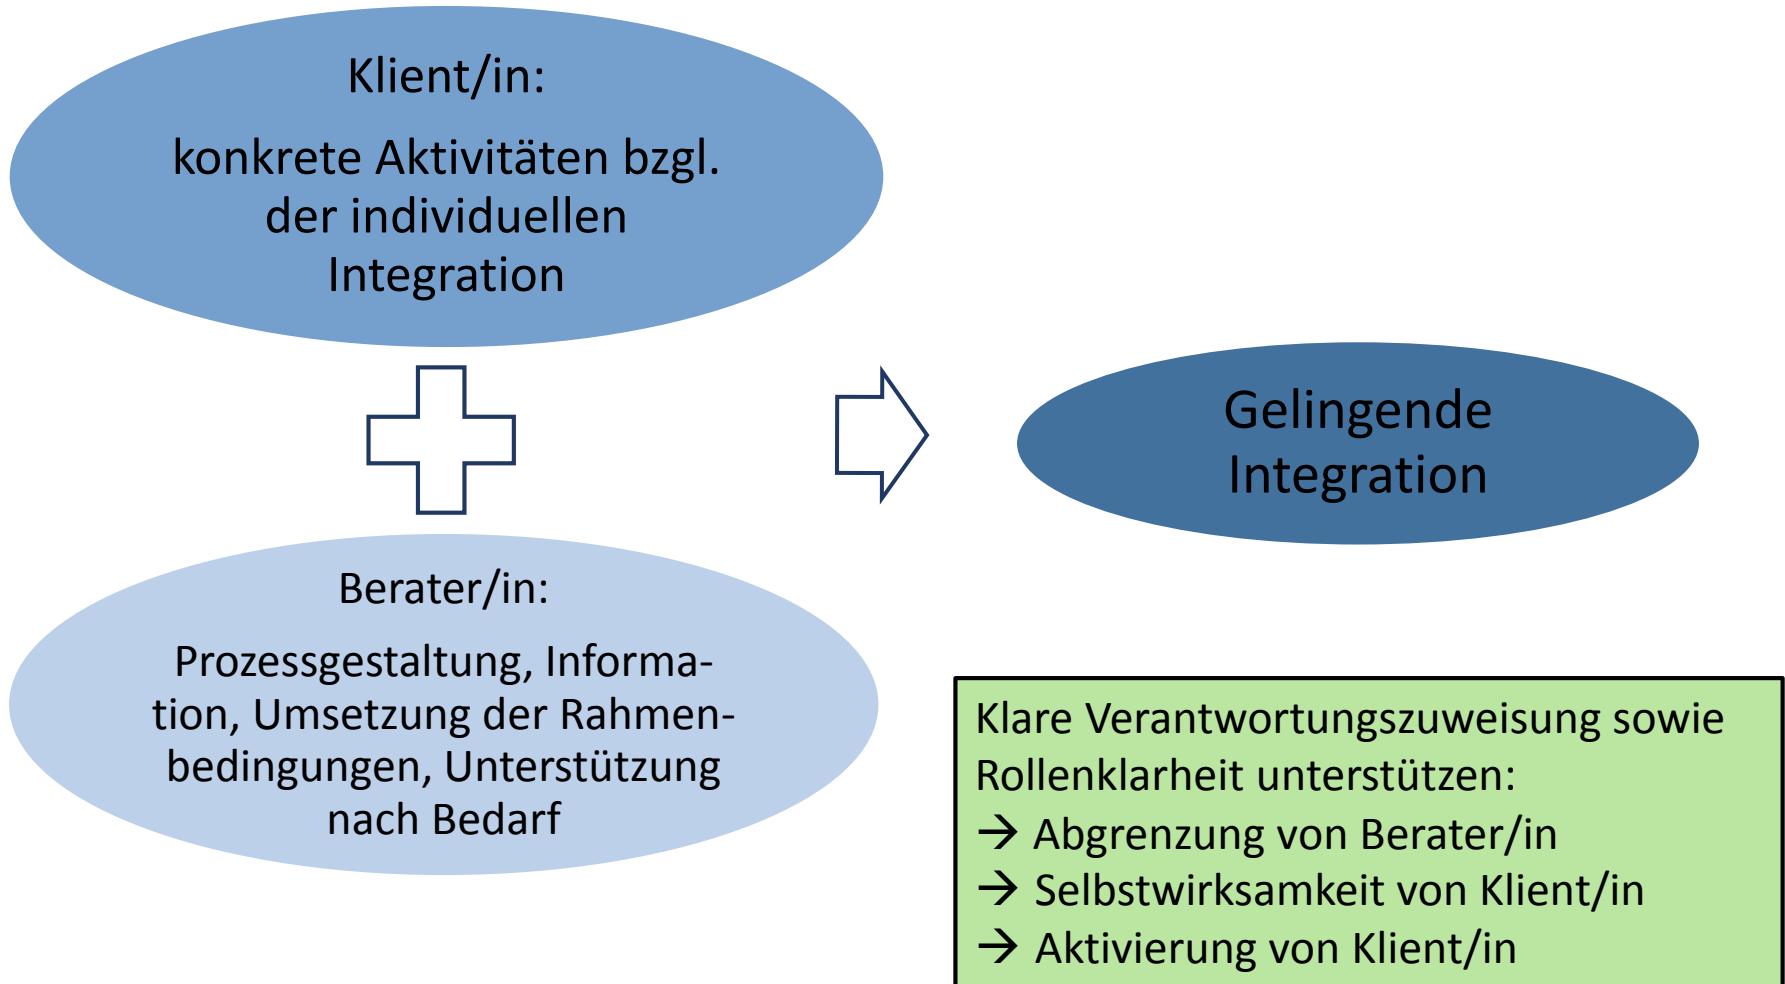 Klient/in:
konkrete Aktivitäten bzgl.
der individuellen
Integration
Gelingende
Integration
Berater/in:
Prozessgestaltung, Informa-
tion, Umsetzung der Rahmen-
bedingungen, Unterstützung
nach Bedarf
Klare Verantwortungszuweisung sowie
Rollenklarheit unterstützen:
→ Abgrenzung von Berater/in
→ Selbstwirksamkeit von Klient/in
→ Aktivierung von Klient/in